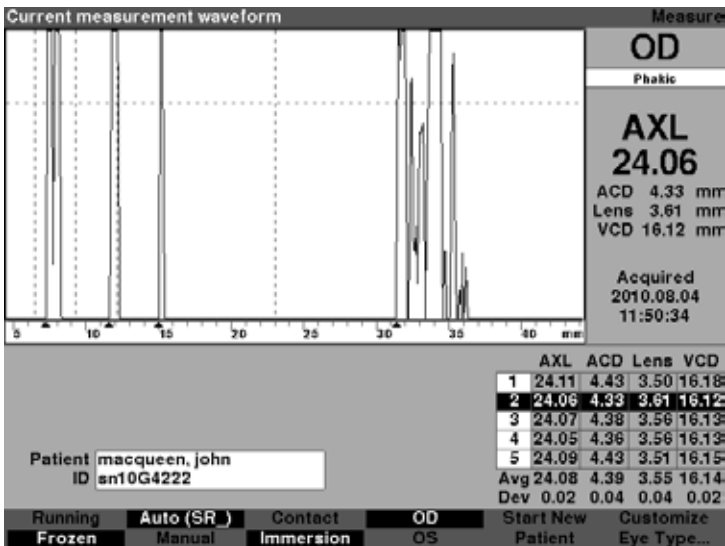 Current measurement waveform Measure
OD
Phakic
AXL
24.06
ACD 4.33 mm
Lens 3.61 mm
VCD 16.12 mm
Acquired
2010.08.04
11:50:34
5 10 15 20 25 30 35 40 mm
AXL ACD Lens VCD
1 24.11 4.43 3.50 16.18
2 24.06 4.33 3.61 16.12
3 24.07 4.38 3.56 16.13
4 24.05 4.36 3.56 16.13
5 24.09 4.43 3.51 16.15
Avg 24.08 4.39 3.55 16.14
Dev 0.02 0.04 0.04 0.02
Patient macqueen, john
ID sn10G4222
Running Auto (SR_) Contact OD Start New Customize
Frozen Manual Immersion OS Patient Eye Type...